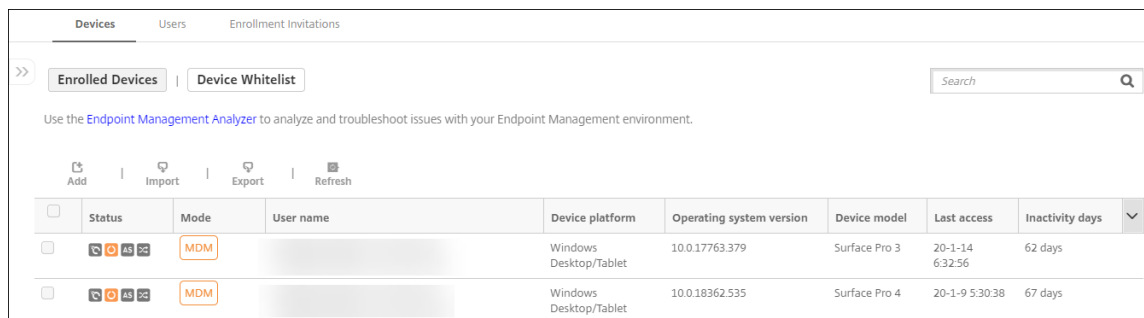 Devices Users Enrollment Invitations
Enrolled Devices | Device Whitelist Search
Use the Endpoint Management Analyzer to analyze and troubleshoot issues with your Endpoint Management environment.
Add | Import | Export | Refresh
Status Mode User name Device platform Operating system version Device model Last access Inactivity days
AS MDM Windows 10.0.17763.379 Surface Pro 3 20-1-14 62 days
Desktop/Tablet 6:32:56
AS MDM Windows 10.0.18362.535 Surface Pro 4 20-1-9 5:30:38 67 days
Desktop/Tablet